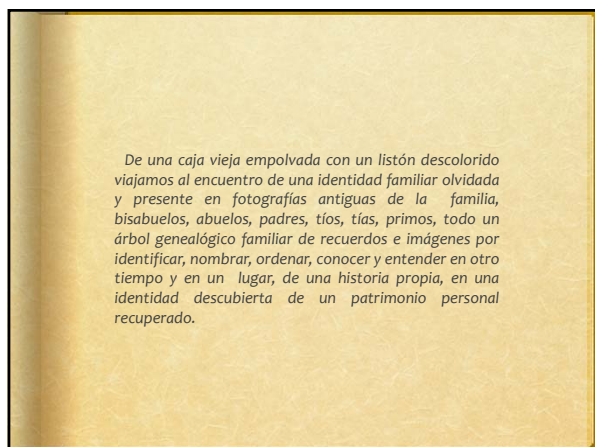 De una caja vieja empolvada con un listón descolorido
viajamos al encuentro de una identidad familiar olvidada
y presente en fotografías antiguas de la familia,
bisabuelos, abuelos, padres, tíos, tías, primos, todo un
árbol genealógico familiar de recuerdos e imágenes por
identificar, nombrar, ordenar, conocer y entender en otro
tiempo y en un lugar, de una historia propia, en una
identidad descubierta de un patrimonio personal
recuperado.